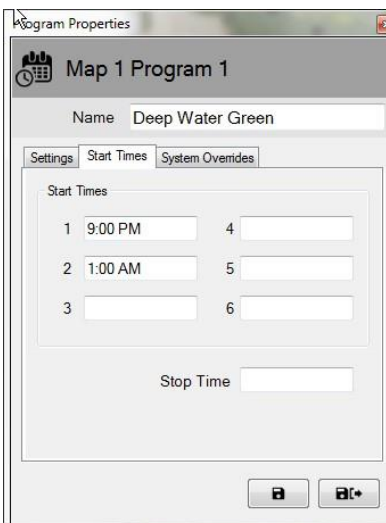 Program Properties
Map 1 Program 1
Name Deep Water Green
Settings Start Times System Overrides
Start Times
1 9:00 PM 4
2 1:00 AM 5
3 6
Stop Time